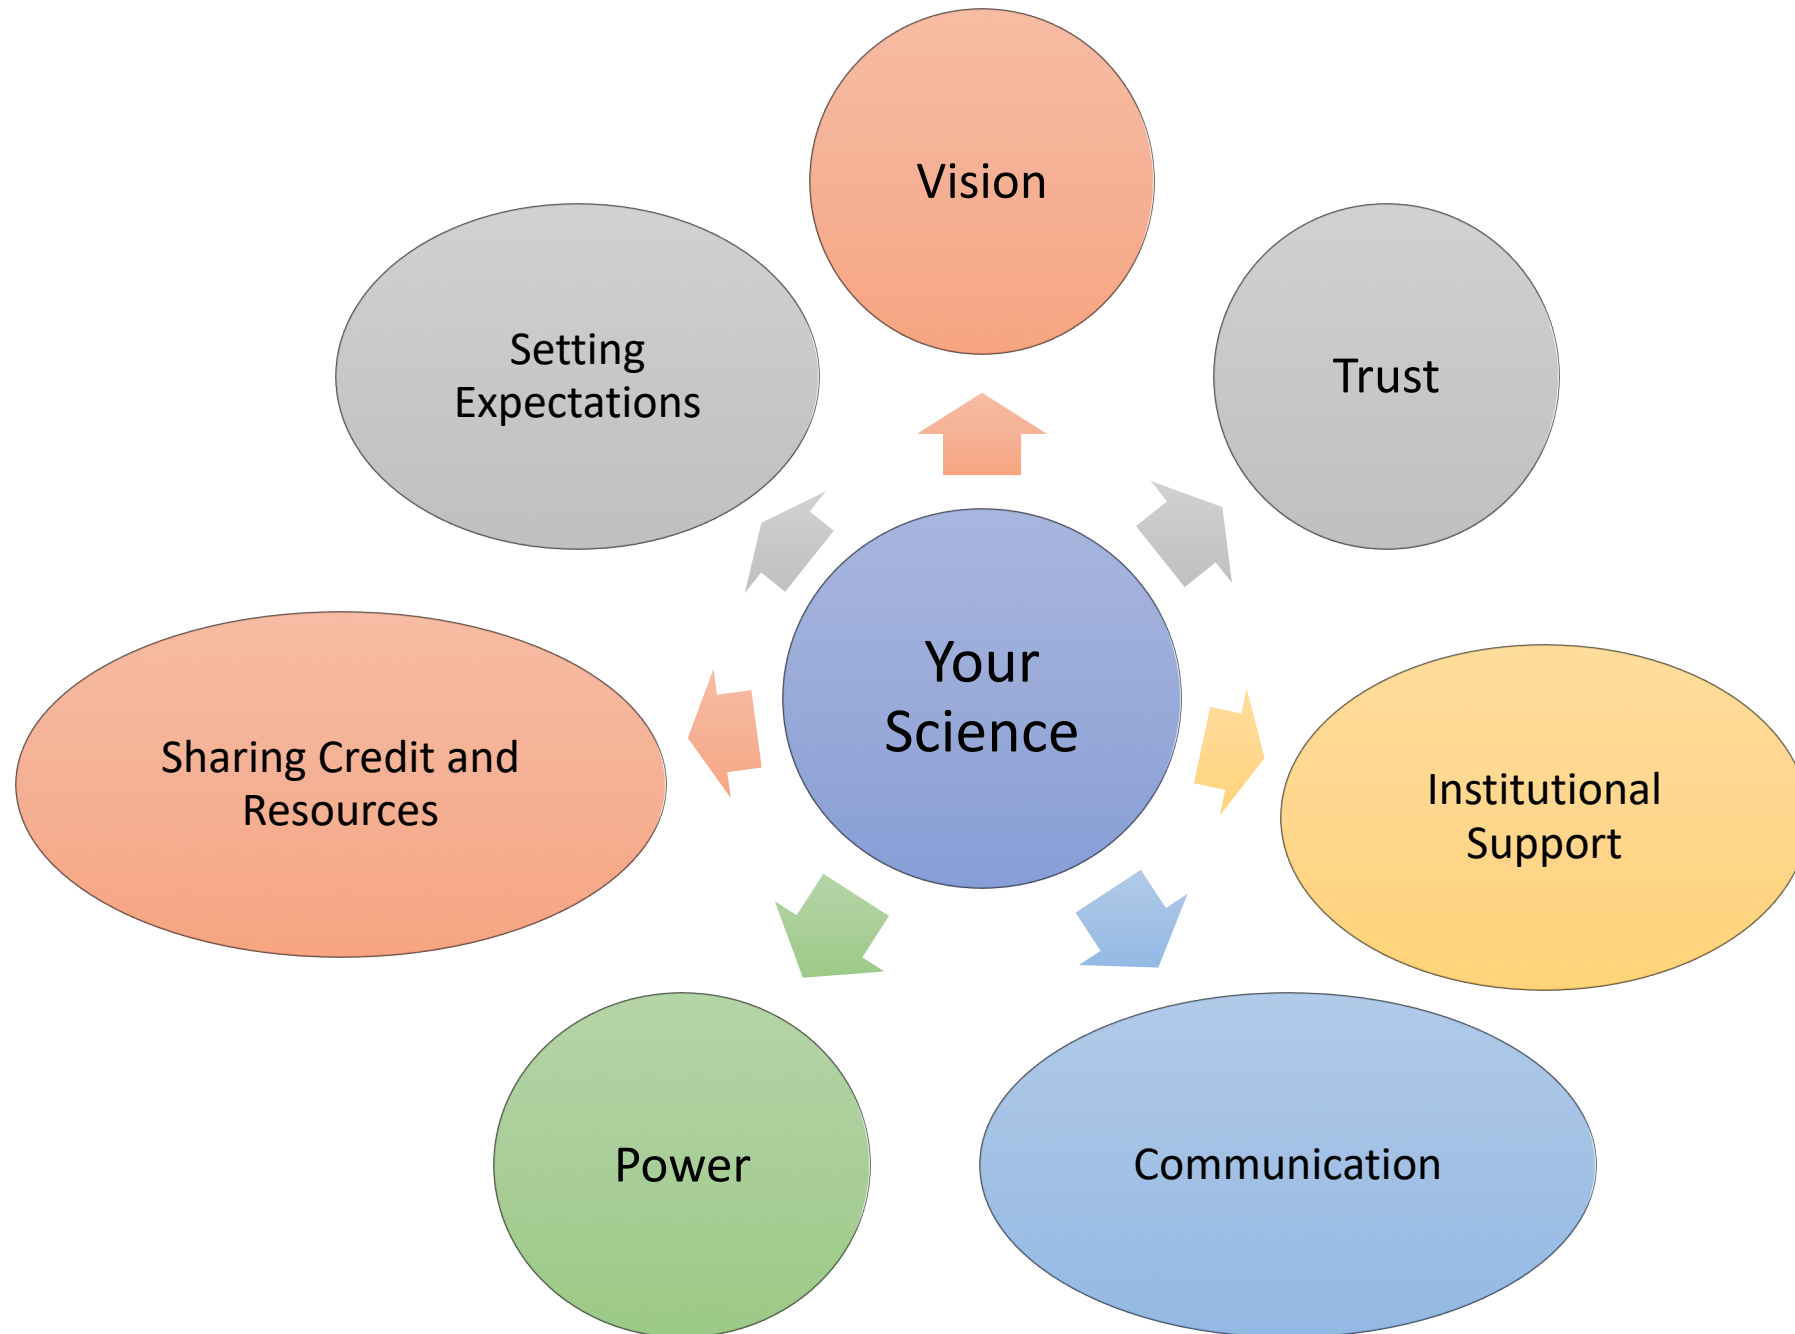 Vision
Setting
Expectations
Trust
Your
Science
Sharing Credit and
Resources
Institutional
Support
Power
Communication